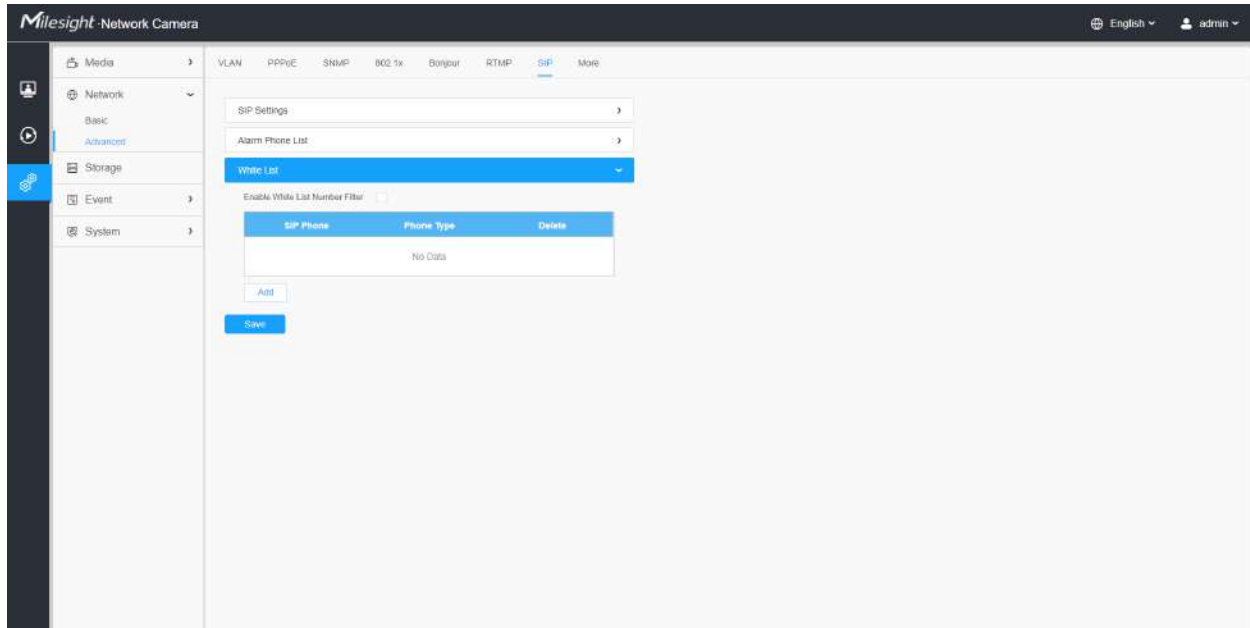 Milesight·Network Camera
English
admin
Media
VLAN PPPoE SNMP 802.1x Bonjour RTMP SIP More
Network
Basic
Advanced
Storage
Event
System
SIP Settings
Alarm Phone List
White List
Enable White List Number Filter
SIP Phone Phone Type Delete
No Data
Add
Save